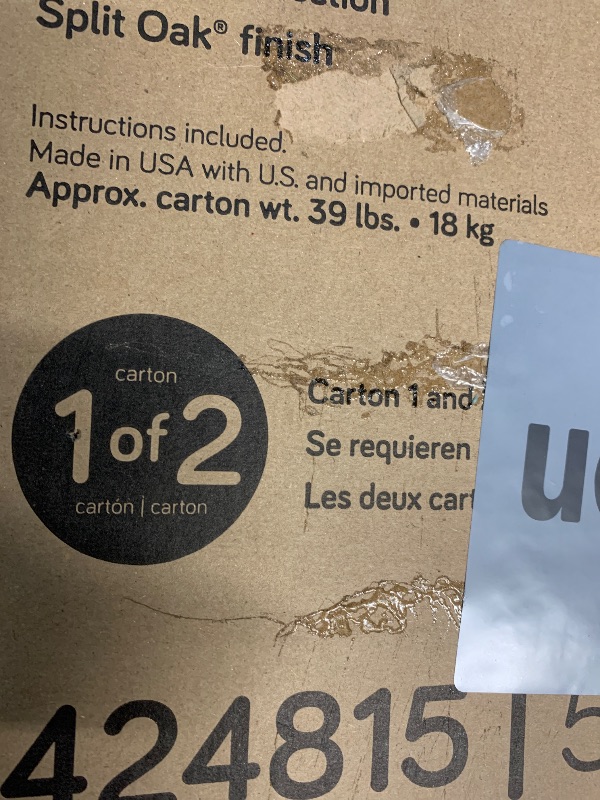 Split Oak® finish
Instructions included.
Made in USA with U.S. and imported materials
Approx. carton wt. 39 lbs. • 18 kg
carton
1 of 2
cartón | carton
Carton 1 and
Se requieren
Les deux
424815 | 5